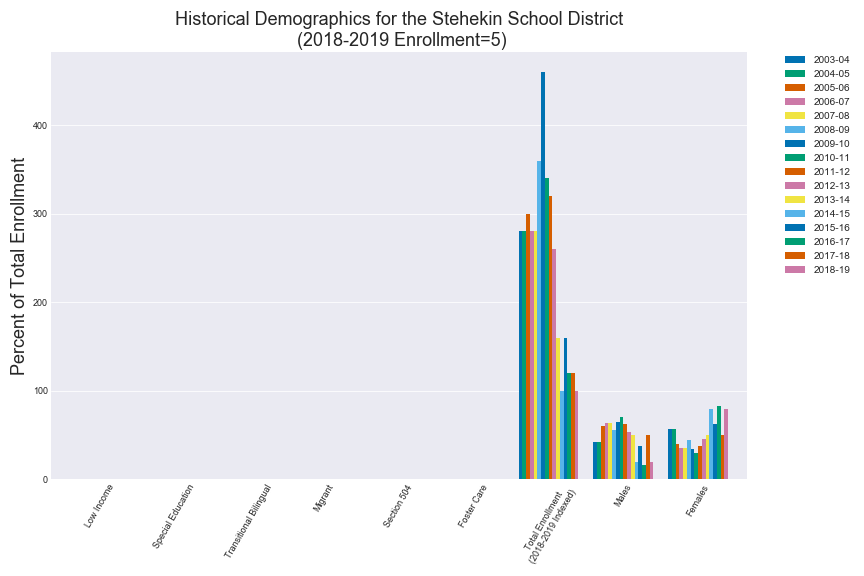 Historical Demographics for the Stehekin School District
(2018-2019 Enrollment=5)
Percent of Total Enrollment
400
300
200
100
0
Low Income
Special Education
Transitional Bilingual
Migrant
Section 504
Foster Care
Total Enrollment
(2018-2019 Indexed)
Males
Females
2003-04
2004-05
2005-06
2006-07
2007-08
2008-09
2009-10
2010-11
2011-12
2012-13
2013-14
2014-15
2015-16
2016-17
2017-18
2018-19